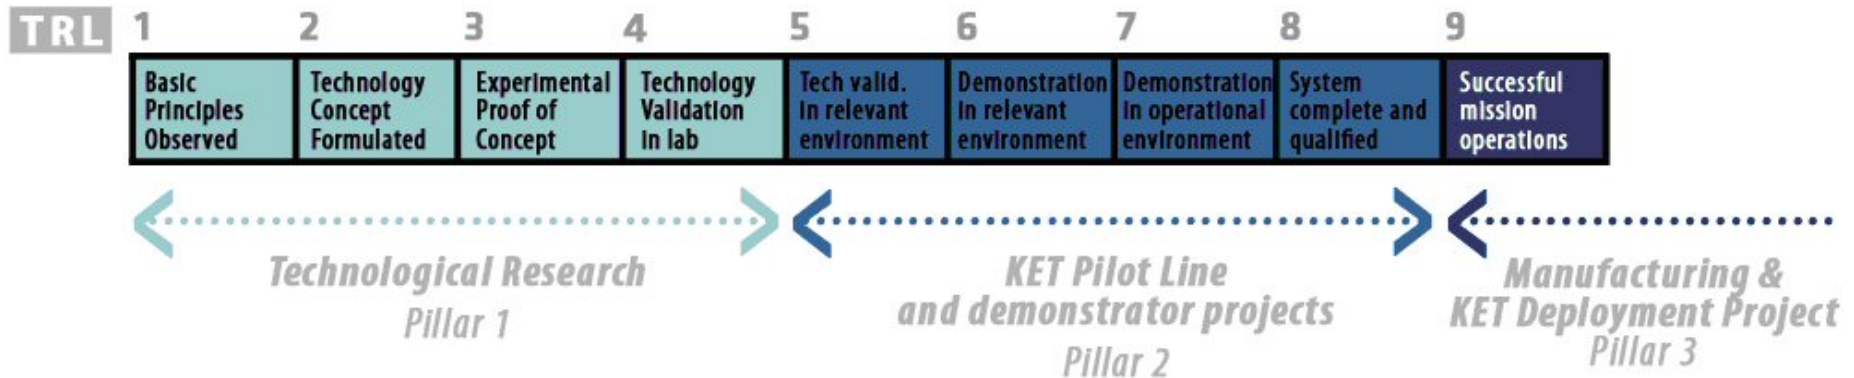 TRL 1 2 3 4 5 6 7 8 9
Basic
Principles
Observed
Technology
Concept
Formulated
Experimental
Proof of
Concept
Technology
Validation
in lab
Tech valid.
in relevant
environment
Demonstration
in relevant
environment
Demonstration
in operational
environment
System
complete and
qualified
Successful
mission
operations
Technological Research
Pillar 1
KET Pilot Line
and demonstrator projects
Pillar 2
Manufacturing &
KET Deployment Project
Pillar 3